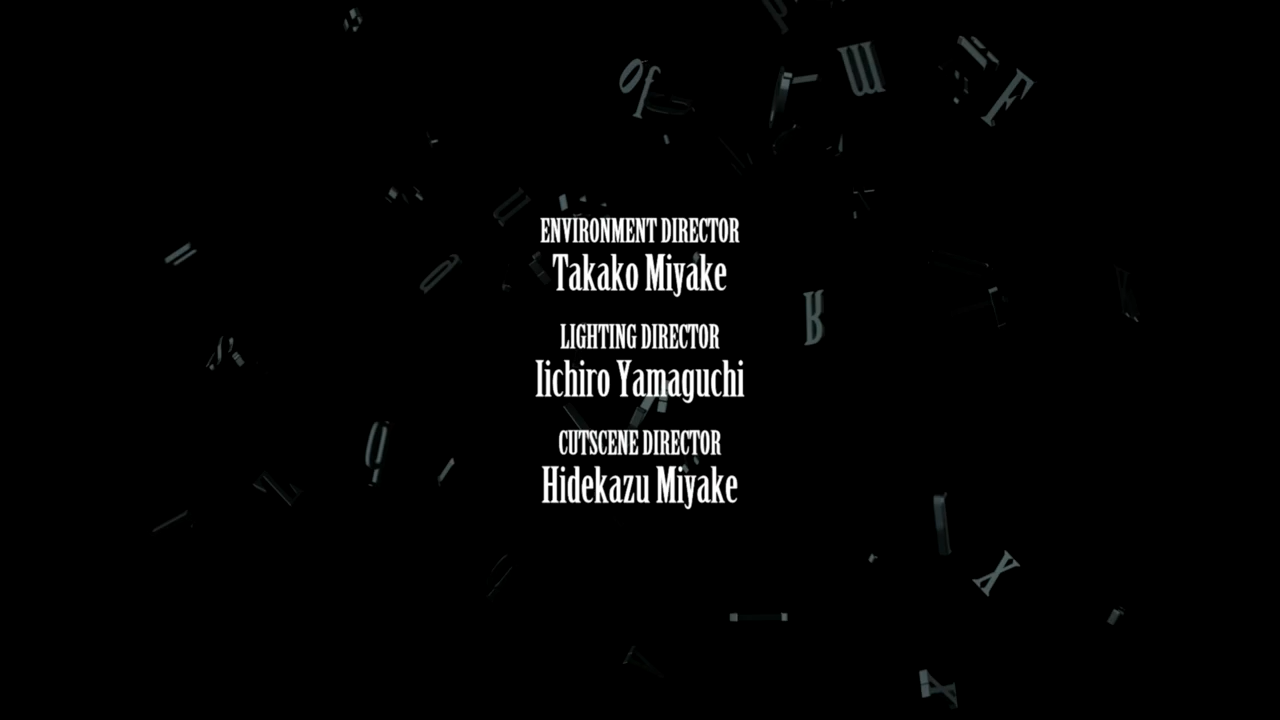 ENVIRONMENT DIRECTOR
Takako Miyake
LIGHTING DIRECTOR
Iichiro Yamaguchi
CUTSCENE DIRECTOR
Hidekazu Miyake